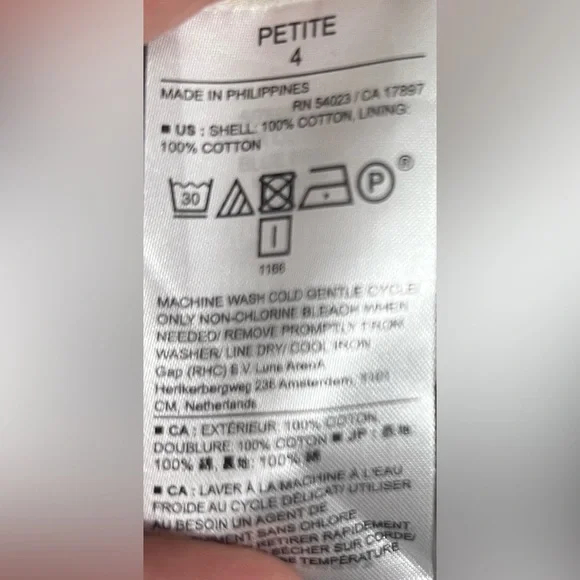 PETITE
4
MADE IN PHILIPPINES
RN 54023 / CA 17897
■ US : SHELL: 100% COTTON, LINING:
100% COTTON
30
P
®
1166
MACHINE WASH COLD GENTLE CYCLE/
ONLY NON-CHLORINE BLEACH WHEN
NEEDED/ REMOVE PROMPTLY FROM
WASHER/ LINE DRY/ COOL IRON
Gap (RHC) B.V. Luna ArenA
Herikerbergweg 238 Amsterdam, 1101
CM, Netherlands
■ CA : EXTÉRIEUR: 100% COTON,
DOUBLURE: 100% COTON ■ JP : 表地:
100% 綿, 裏地: 100% 綿
■ CA : LAVER À LA MACHINE À L'EAU
FROIDE AU CYCLE DÉLICAT/ UTILISER
AU BESOIN UN AGENT DE
SANS CHLORE
RETIRER RAPIDEMENT
SÉCHER SUR CORDE/
TEMPÉRATURE